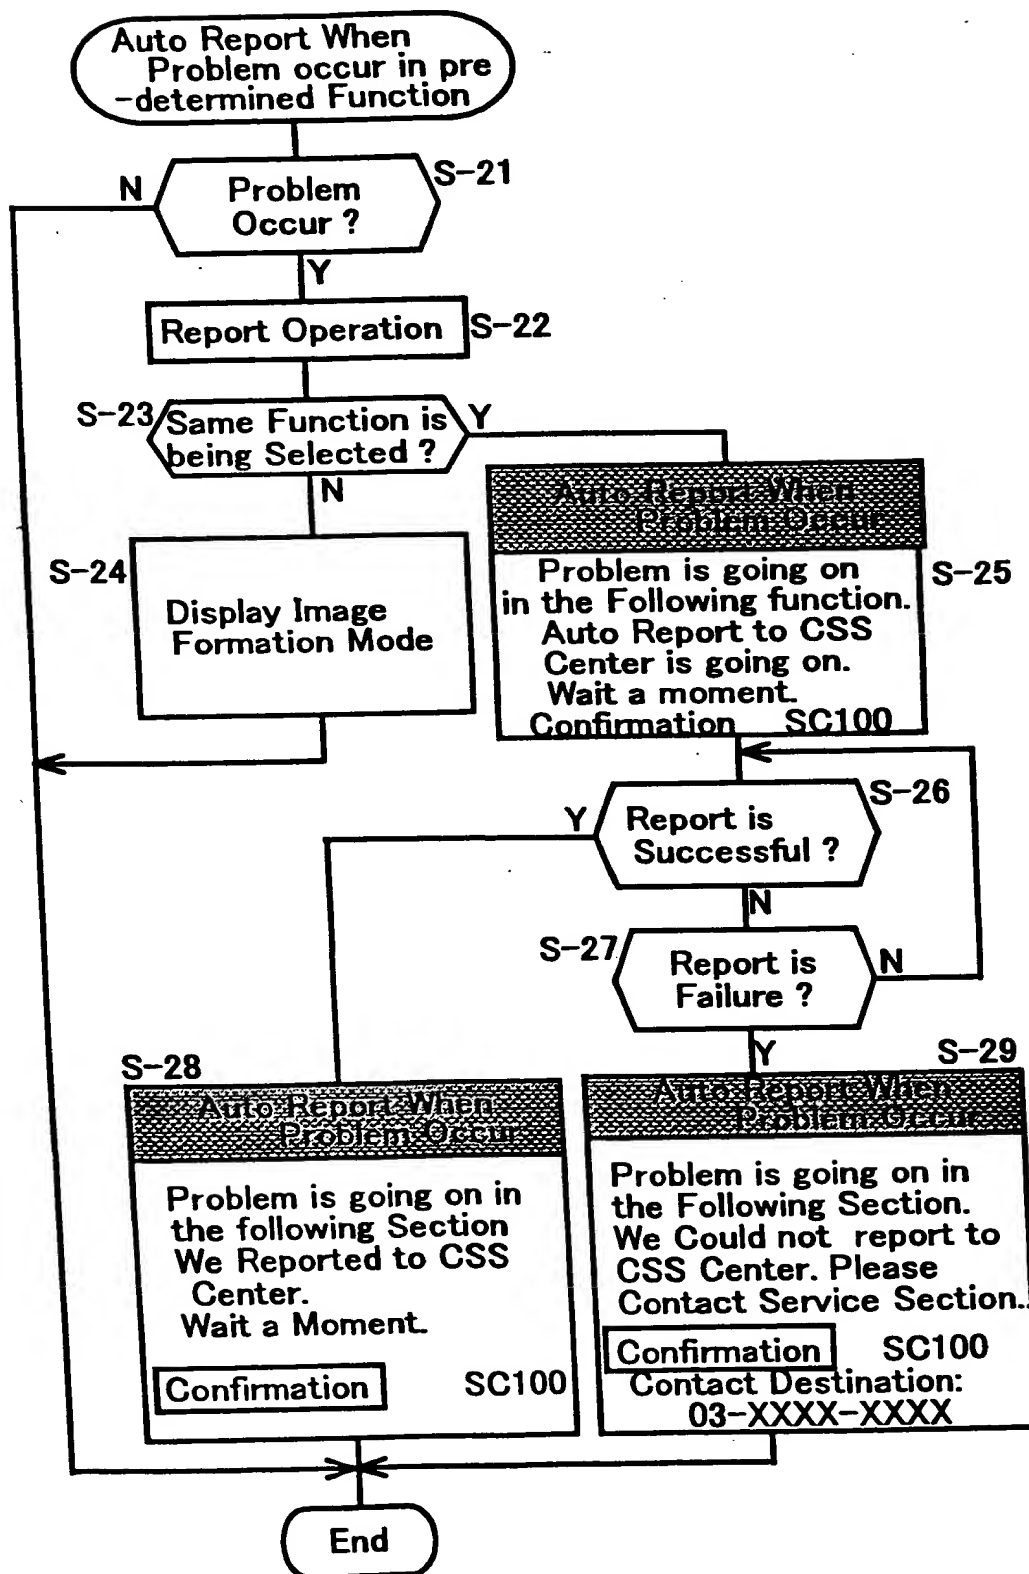 Auto Report When
Problem occur in pre
-determined Function
S-21
N
Problem
Occur ?
Y
Report Operation
S-22
S-23
Same Function is
being Selected ?
Y
N
Auto Report When
Problem Occur
S-24
Display Image
Formation Mode
S-25
Problem is going on
in the Following function.
Auto Report to CSS
Center is going on.
Wait a moment.
Confirmation SC100
S-26
Y
Report is
Successful ?
N
S-27
Report is
Failure ?
N
Y
S-28
S-29
Auto Report When
Problem Occur
Problem is going on in
the following Section
We Reported to CSS
Center.
Wait a Moment.
Confirmation SC100
Auto Report When
Problem Occur
Problem is going on in
the Following Section.
We Could not report to
CSS Center. Please
Contact Service Section..
Confirmation SC100
Contact Destination:
03-XXXX-XXXX
End